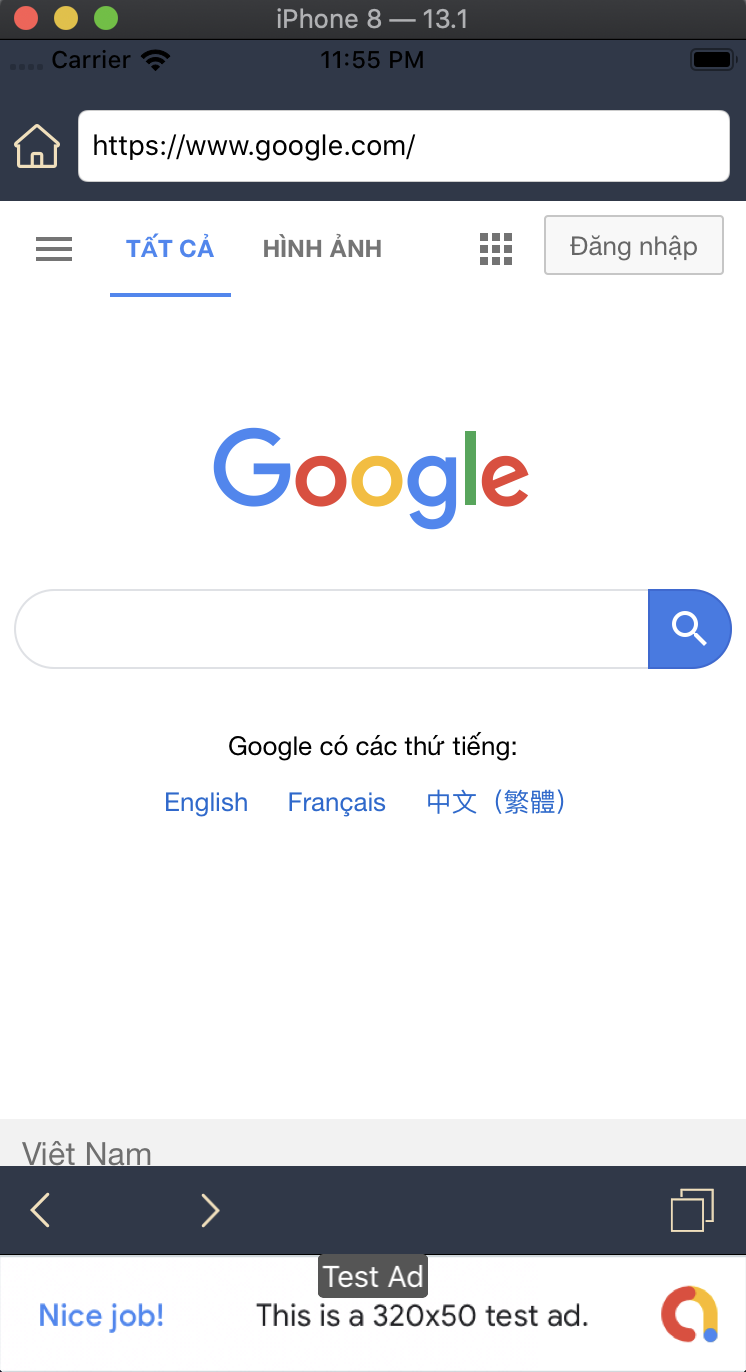 iPhone 8 — 13.1
Carrier 11:55 PM
https://www.google.com/
TẤT CẢ HÌNH ẢNH Đăng nhập
Google
Google có các thứ tiếng:
English Français 中文（繁體）
Việt Nam
Test Ad
Nice job! This is a 320x50 test ad.